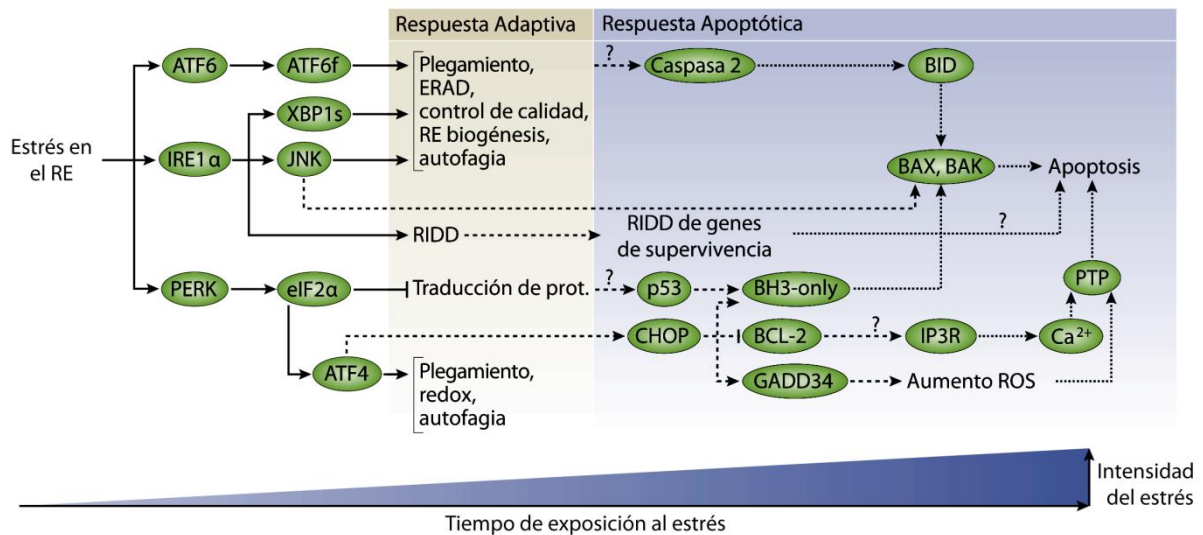 Respuesta Adaptiva
Respuesta Apoptótica
ATF6
ATF6f
Plegamiento,
ERAD,
control de calidad,
RE biogénesis,
autofagia
?
Caspasa 2
BID
XBP1s
Estrés en
el RE
IRE1α
JNK
BAX, BAK
Apoptosis
RIDD
RIDD de genes
de supervivencia
?
PERK
eIF2α
Traducción de prot.
?
p53
BH3-only
PTP
CHOP
BCL-2
?
IP3R
Ca²⁺
ATF4
Plegamiento,
redox,
autofagia
GADD34
Aumento ROS
Intensidad
del estrés
Tiempo de exposición al estrés